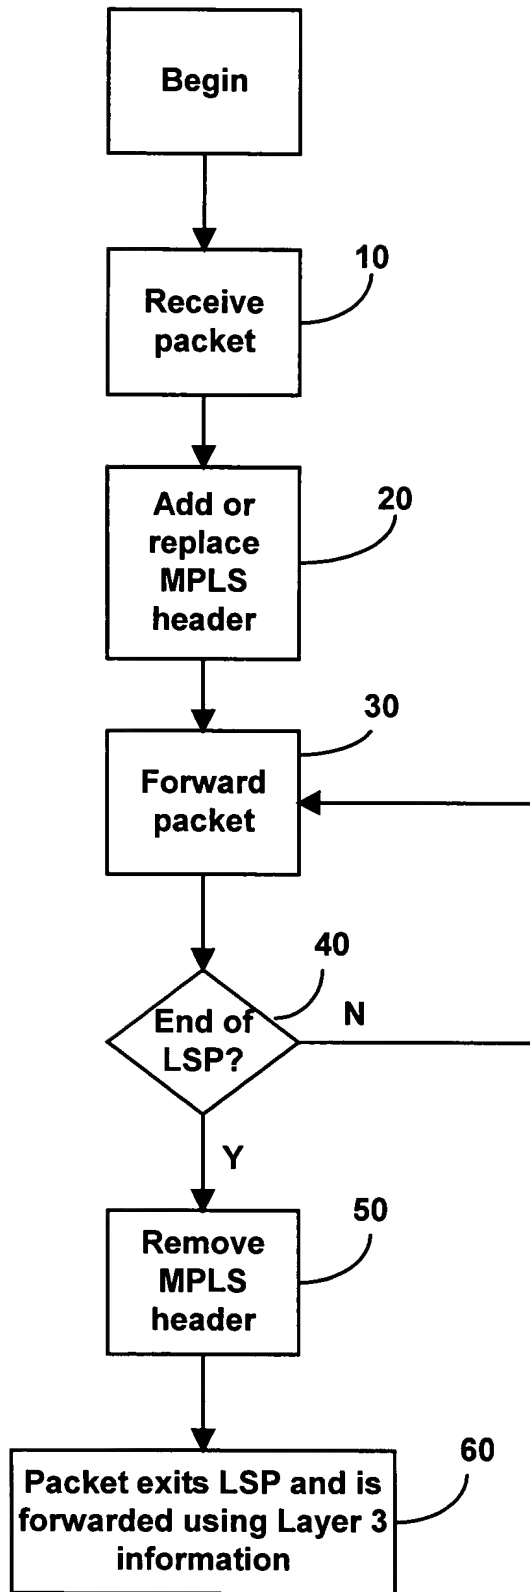 Begin
10
Receive
packet
20
Add or
replace
MPLS
header
30
Forward
packet
40
End of
LSP?
N
Y
50
Remove
MPLS
header
60
Packet exits LSP and is
forwarded using Layer 3
information